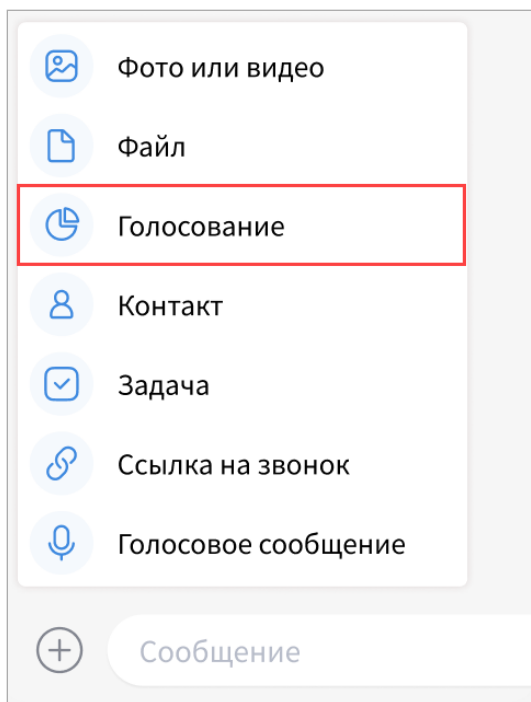 Фото или видео
Файл
Голосование
Контакт
Задача
Ссылка на звонок
Голосовое сообщение
Сообщение